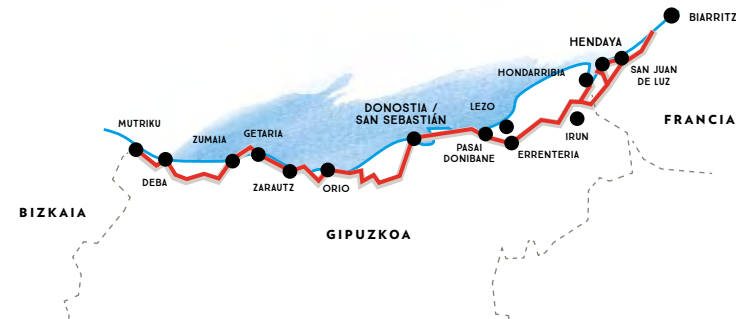 BIARRITZ
HENDAYA
HONDARRIBIA
SAN JUAN
DE LUZ
DONOSTIA /
SAN SEBASTIÁN
LEZO
FRANCIA
MUTRIKU
ZUMAIA
GETARIA
IRUN
PASAI
DONIBANE
ERRENTERIA
DEBA
ZARAUTZ
ORIO
BIZKAIA
GIPUZKOA